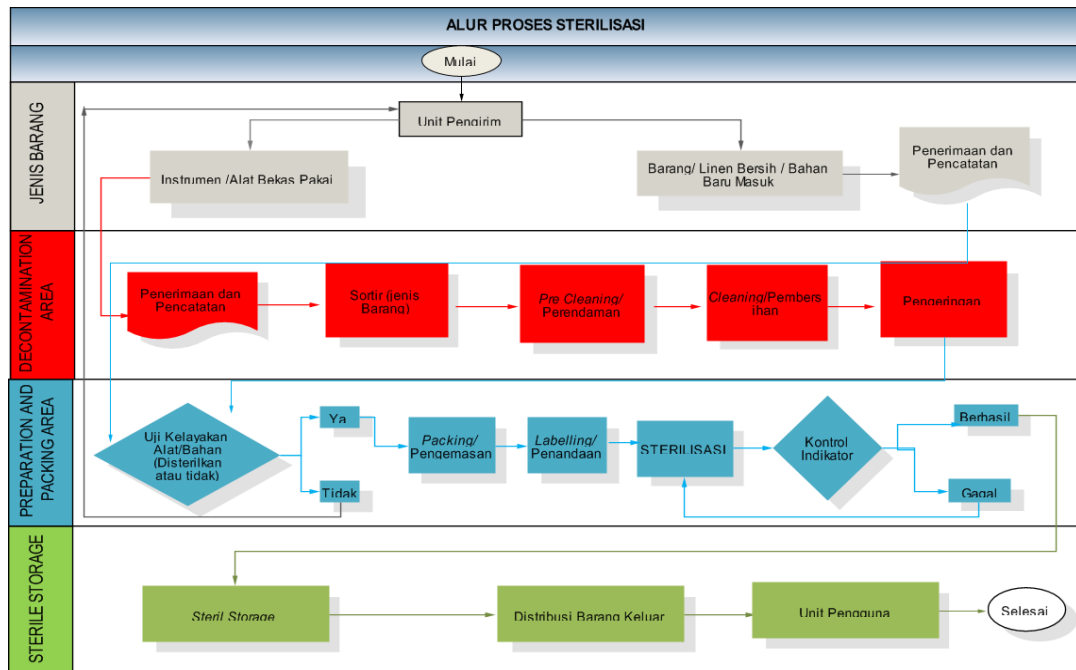 ALUR PROSES STERILISASI
Mulai
JENIS BARANG
Unit Pengirim
Instrumen /Alat Bekas Pakai
Barang/ Linen Bersih / Bahan
Baru Masuk
Penerimaan dan
Pencatatan
DECONTAMINATION
AREA
Penerimaan dan
Pencatatan
Sortir (jenis
Barang)
Pre Cleaning/
Perendaman
Cleaning/Pembers
ihan
Pengeringan
PREPARATION AND
PACKING AREA
Uji Kelayakan
Alat/Bahan
(Disterilkan
atau tidak)
Ya
Tidak
Packing/
Pengemasan
Labelling/
Penandaan
STERILISASI
Kontrol
Indikator
Berhasil
Gagal
STERILE STORAGE
Steril Storage
Distribusi Barang Keluar
Unit Pengguna
Selesai